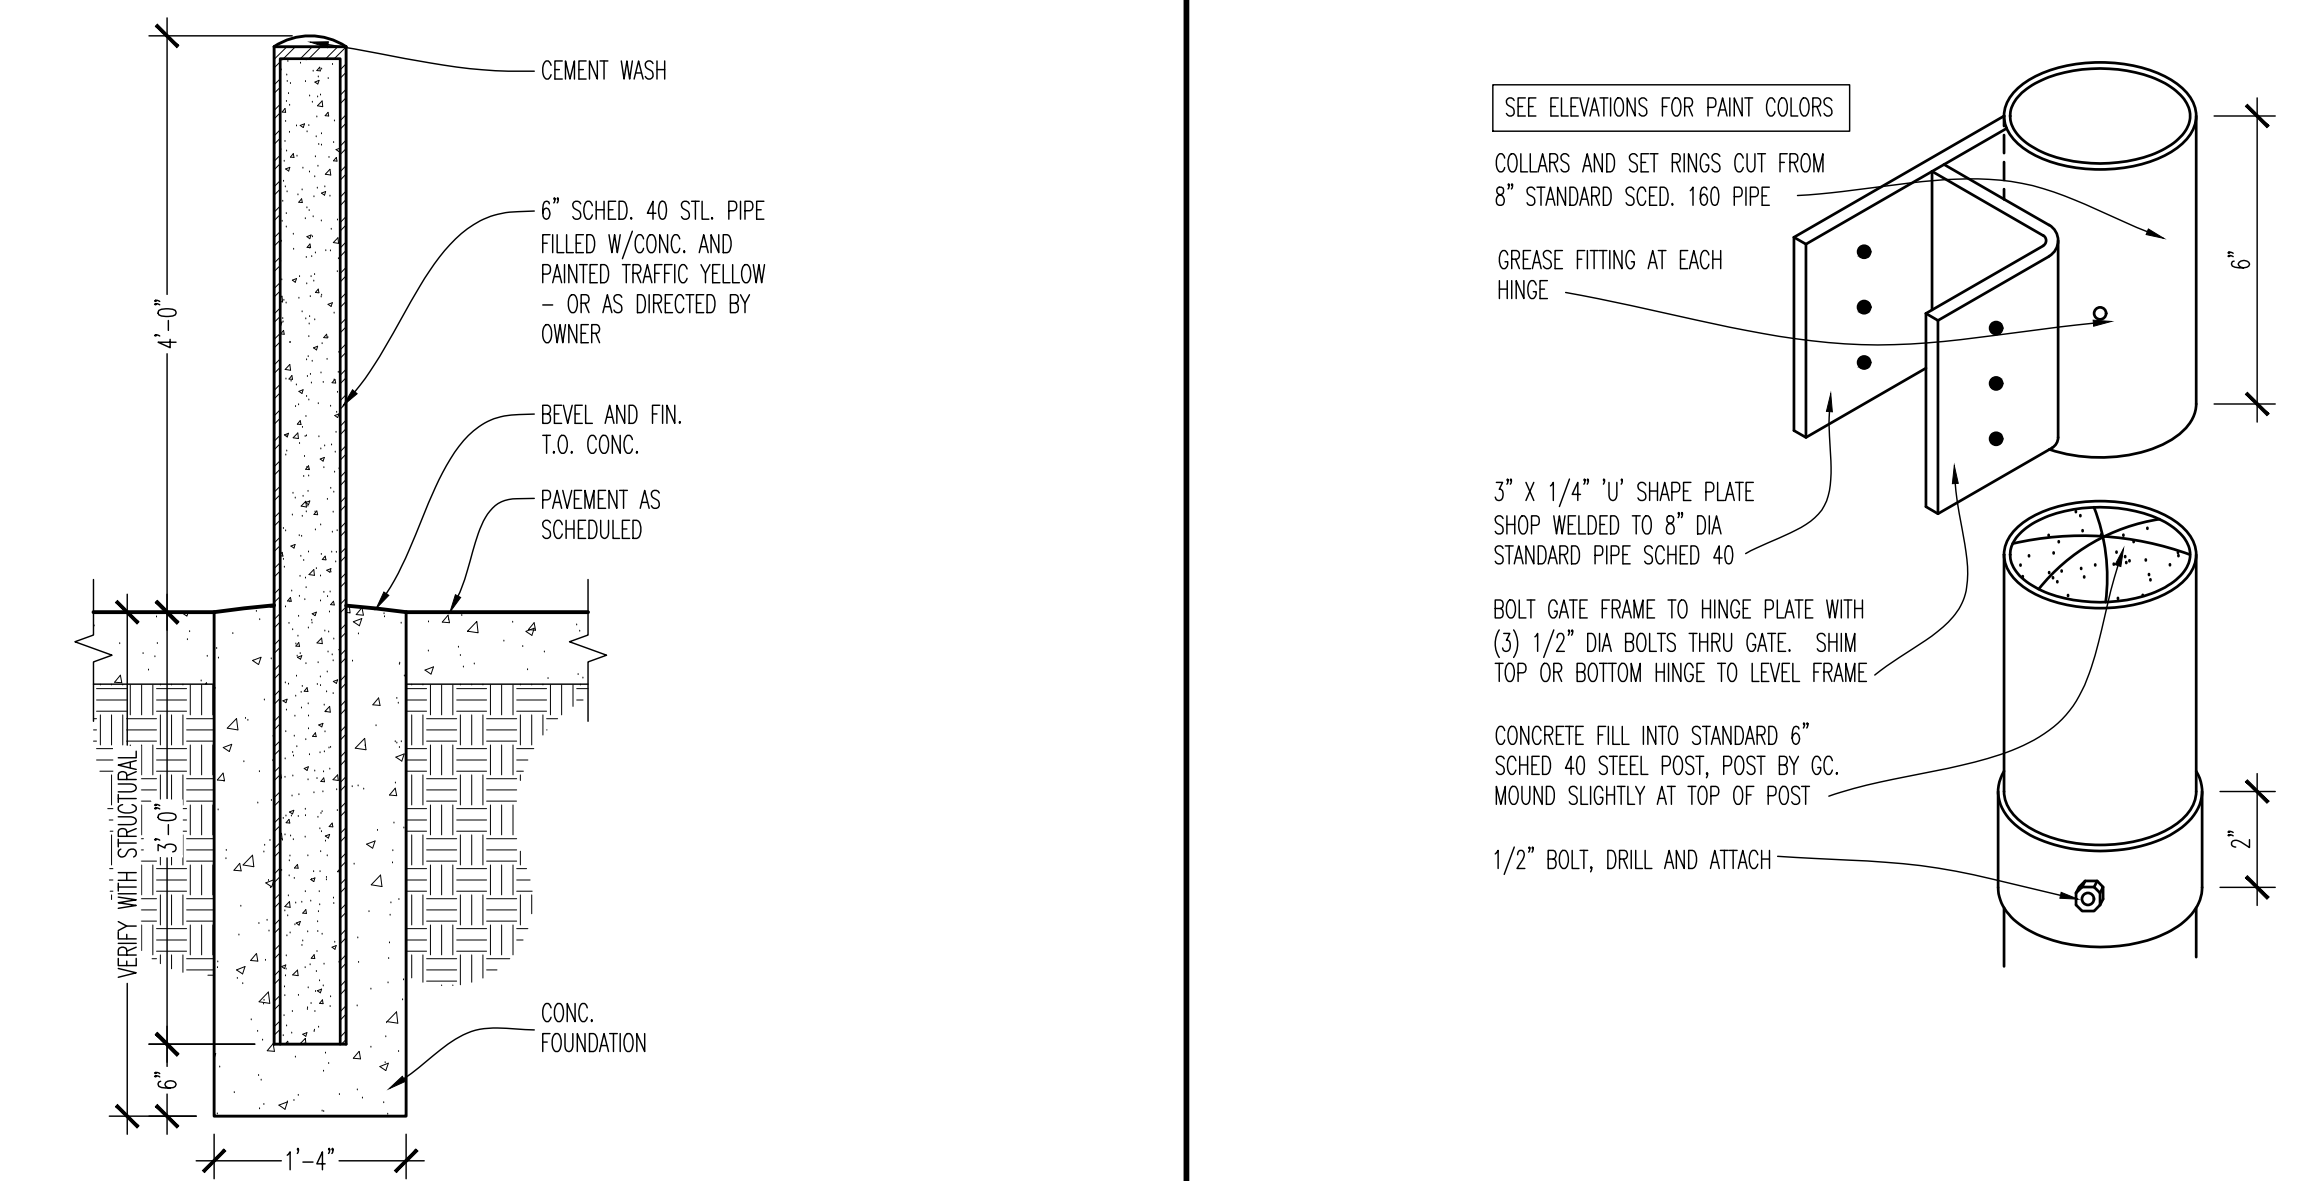 CEMENT WASH
6" SCHED. 40 STL. PIPE
FILLED W/CONC. AND
PAINTED TRAFFIC YELLOW
– OR AS DIRECTED BY
OWNER
4'–0"
BEVEL AND FIN.
T.O. CONC.
PAVEMENT AS
SCHEDULED
VERIFY WITH STRUCTURAL
3'–0"
CONC.
FOUNDATION
6"
1'–4"
SEE ELEVATIONS FOR PAINT COLORS
COLLARS AND SET RINGS CUT FROM
8" STANDARD SCED. 160 PIPE
GREASE FITTING AT EACH
HINGE
6"
3" X 1/4" 'U' SHAPE PLATE
SHOP WELDED TO 8" DIA
STANDARD PIPE SCHED 40
BOLT GATE FRAME TO HINGE PLATE WITH
(3) 1/2" DIA BOLTS THRU GATE. SHIM
TOP OR BOTTOM HINGE TO LEVEL FRAME
CONCRETE FILL INTO STANDARD 6"
SCHED 40 STEEL POST, POST BY GC.
MOUND SLIGHTLY AT TOP OF POST
2"
1/2" BOLT, DRILL AND ATTACH